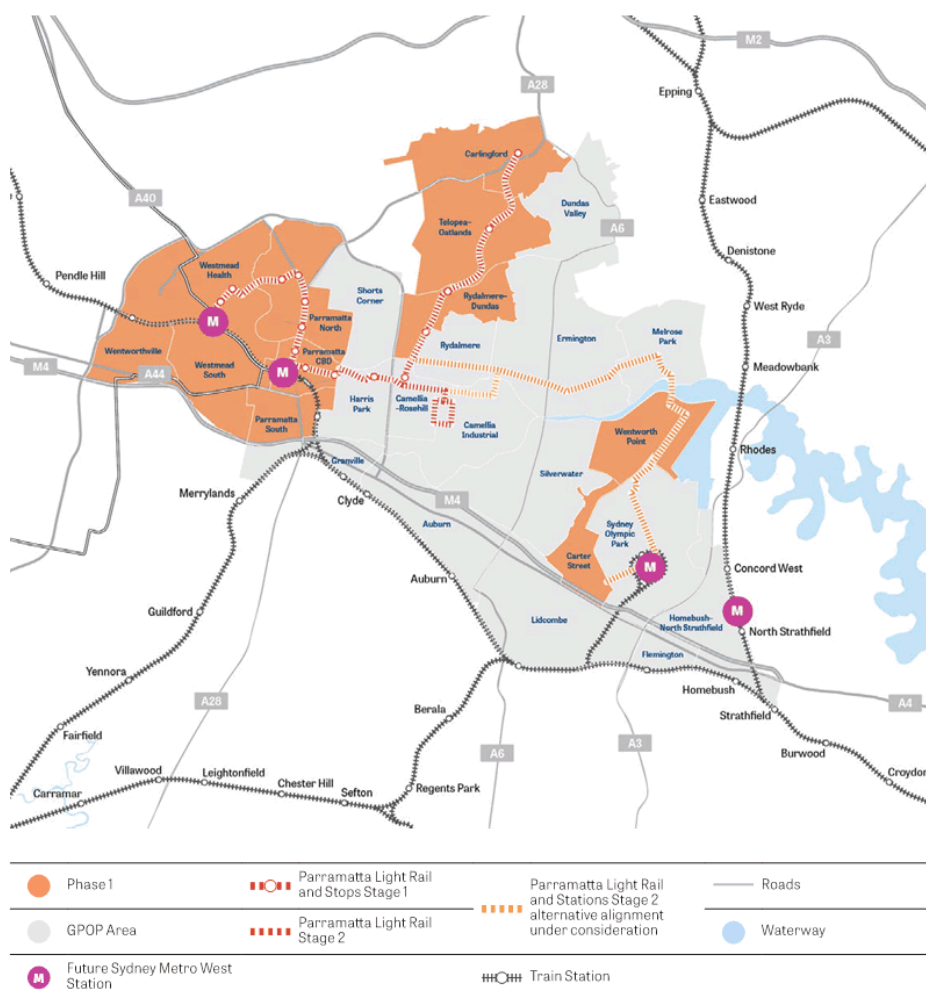 M2
A28
Epping
Carlingford
Dundas
Valley
A40
Eastwood
A6
Telopea-
Oatlands
Denistone
Westmead
Health
Pendle Hill
Shorts
Corner
Rydalmere-
Dundas
West Ryde
M
Parramatta
North
Ermington
Melrose
Park
A3
Rydalmere
Wentworthville
Parramatta
CBD
M4
A44
Westmead
South
M
Meadowbank
Harris
Park
Camellia
-Rosehill
Parramatta
South
Camellia
Industrial
Wentworth
Point
Rhodes
Granville
Silverwater
Merrylands
Clyde
M4
Auburn
Sydney
Olympic
Park
Carter
Street
M
Concord West
Auburn
Guildford
M
Lidcombe
Homebush-
North Strathfield
North Strathfield
Flemington
Yennora
Homebush
A28
A4
Strathfield
Berala
Fairfield
A6
A3
Burwood
Villawood
Leightonfield
Croydon
Carramar
Chester Hill
Sefton
Regents Park
Phase 1
Parramatta Light Rail
and Stops Stage 1
Parramatta Light Rail
and Stations Stage 2
alternative alignment
under consideration
Roads
GPOP Area
Parramatta Light Rail
Stage 2
Waterway
M
Future Sydney Metro West
Station
Train Station